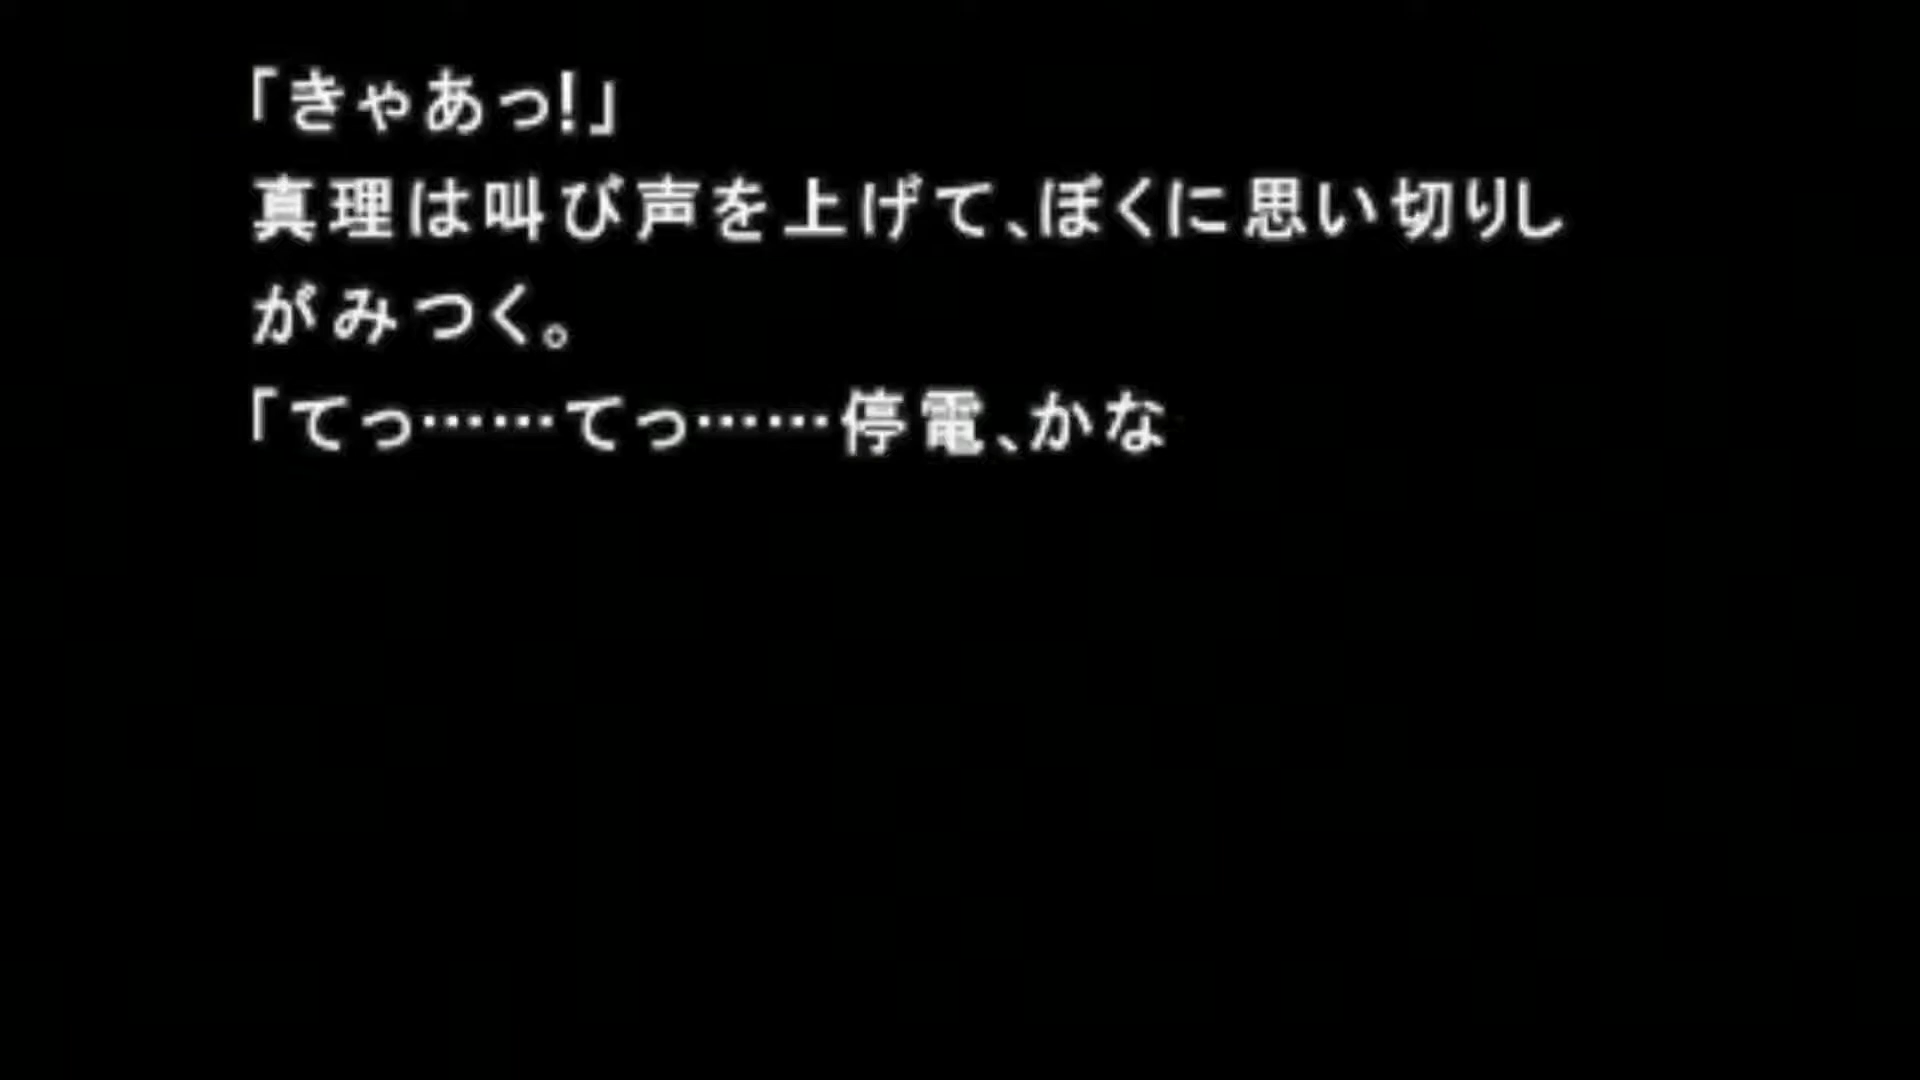 「きゃあっ!」
真理は叫び声を上げて、ぼくに思い切りし
がみつく。
「てっ……てっ……停電、かな